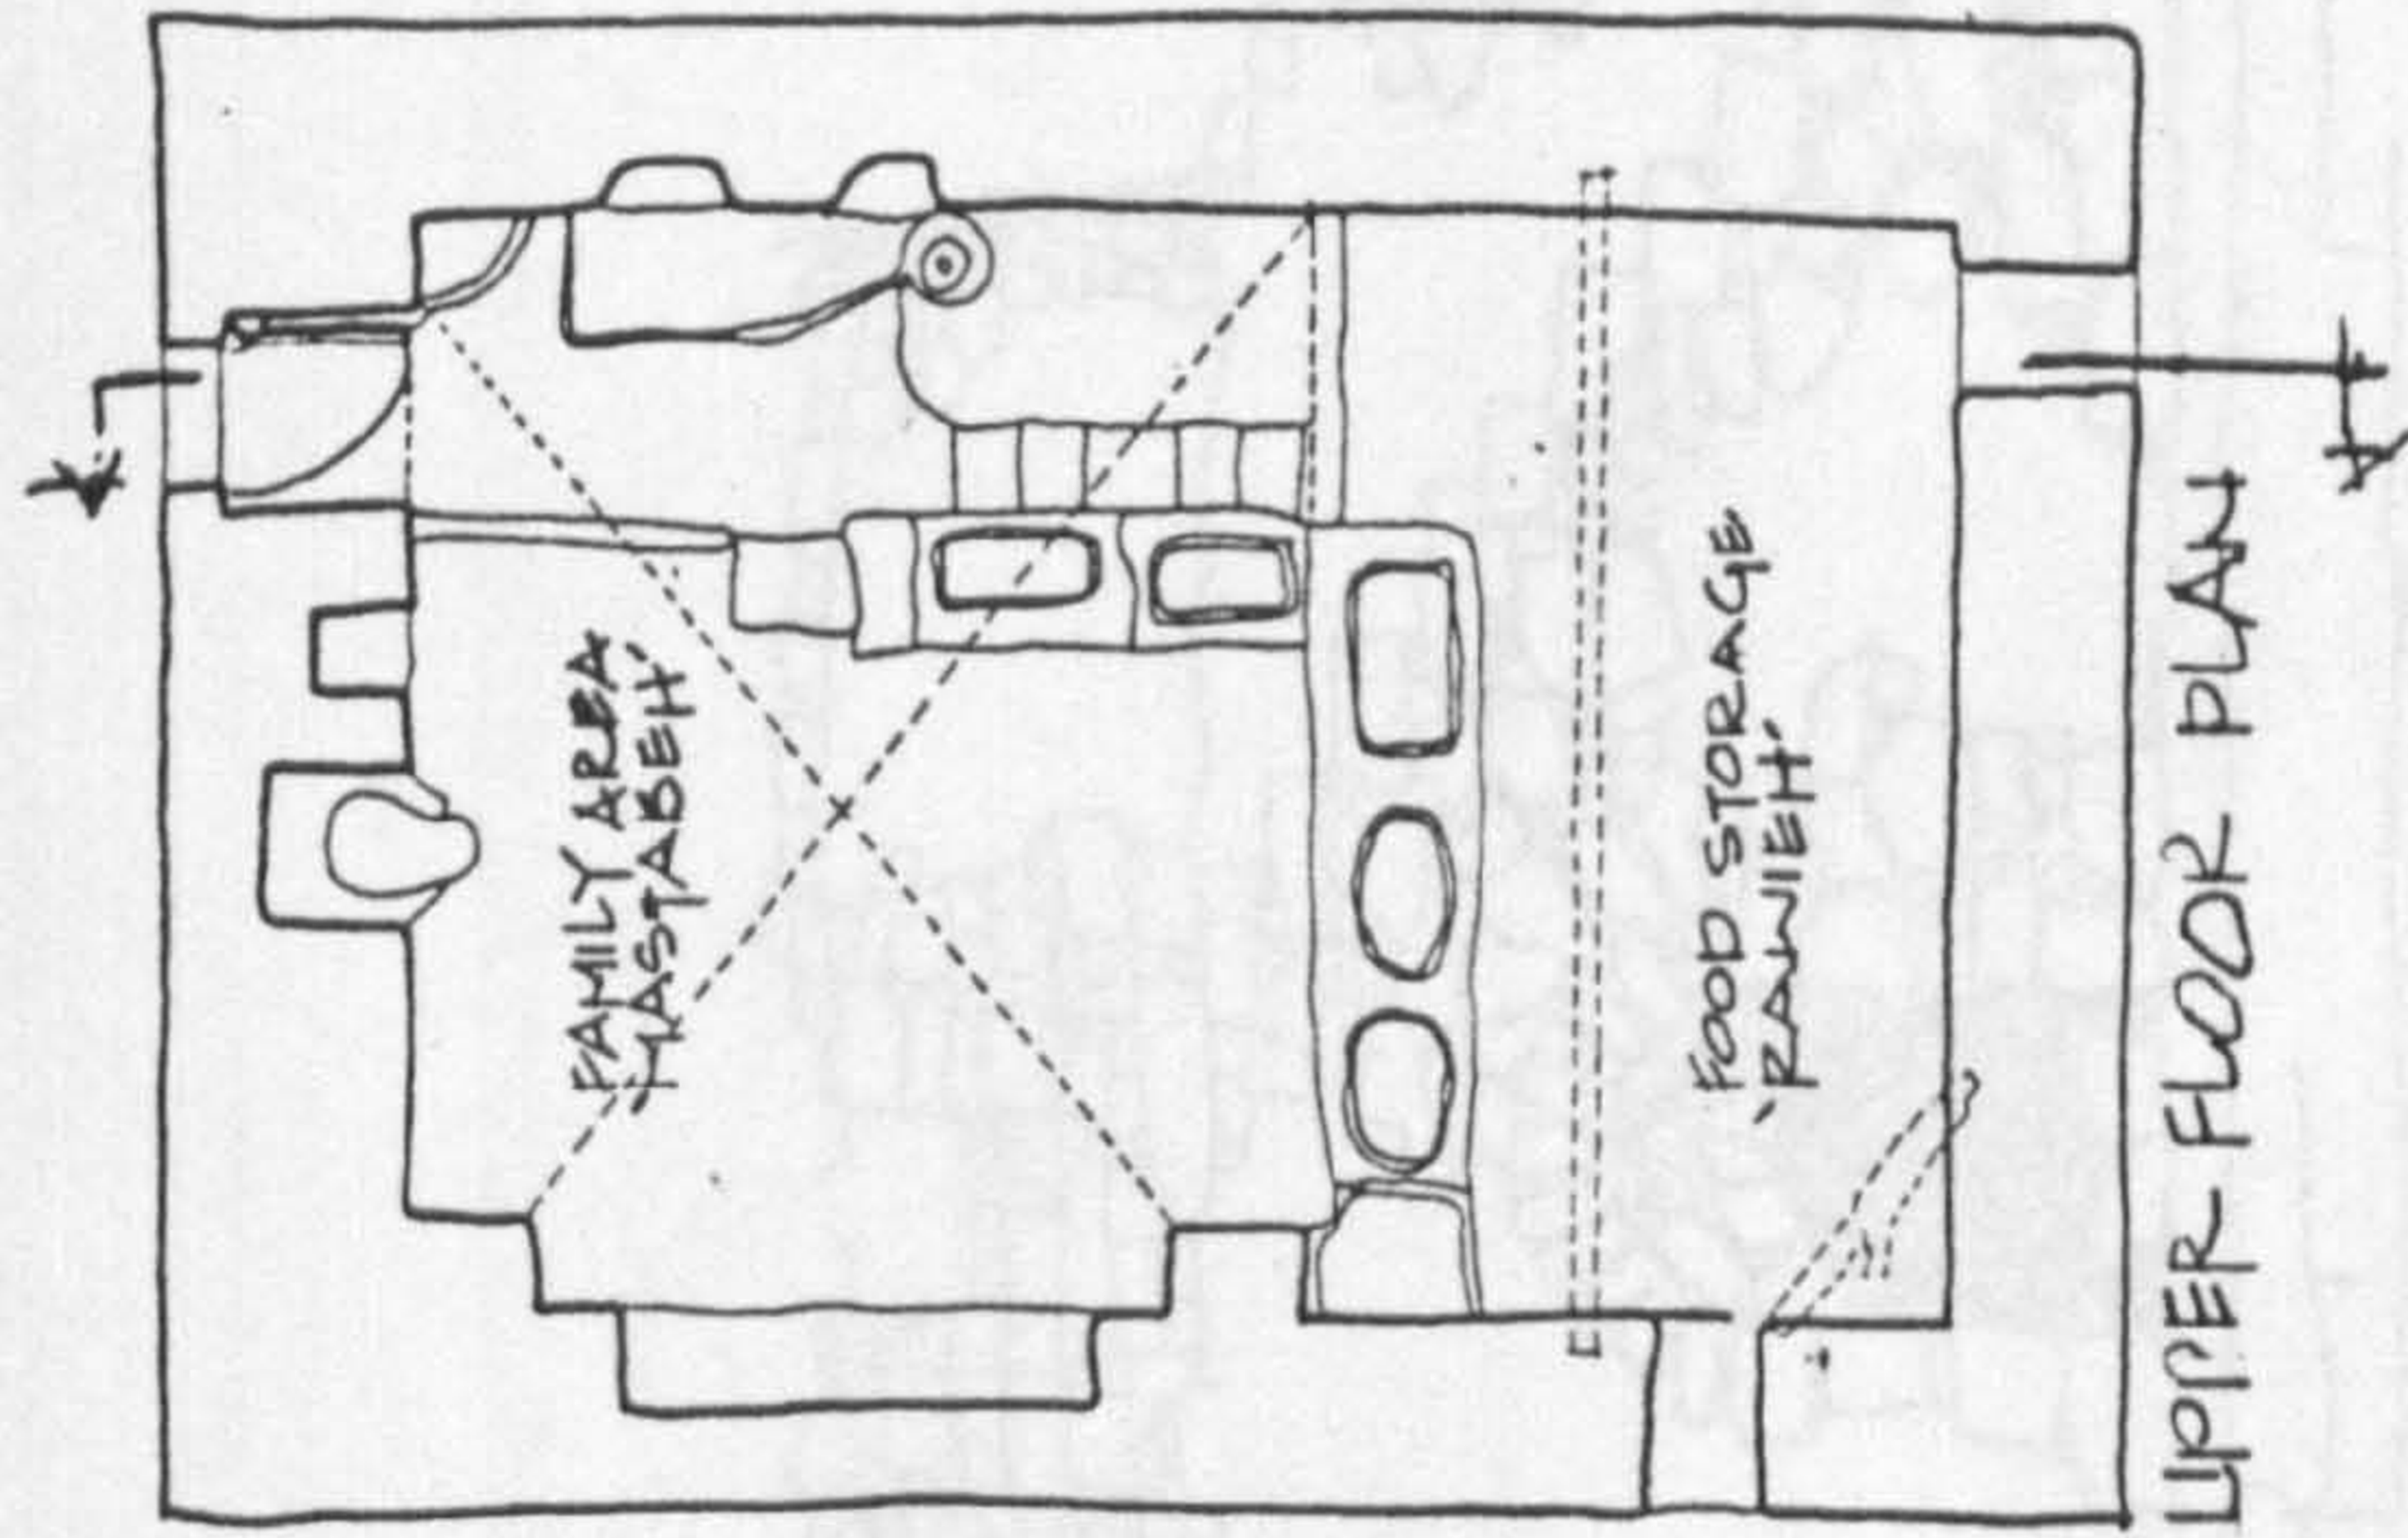 FAMILY AREA
'MASTABEH'
FOOD STORAGE
'RAWIEH'
UPPER FLOOR PLAN
A
A